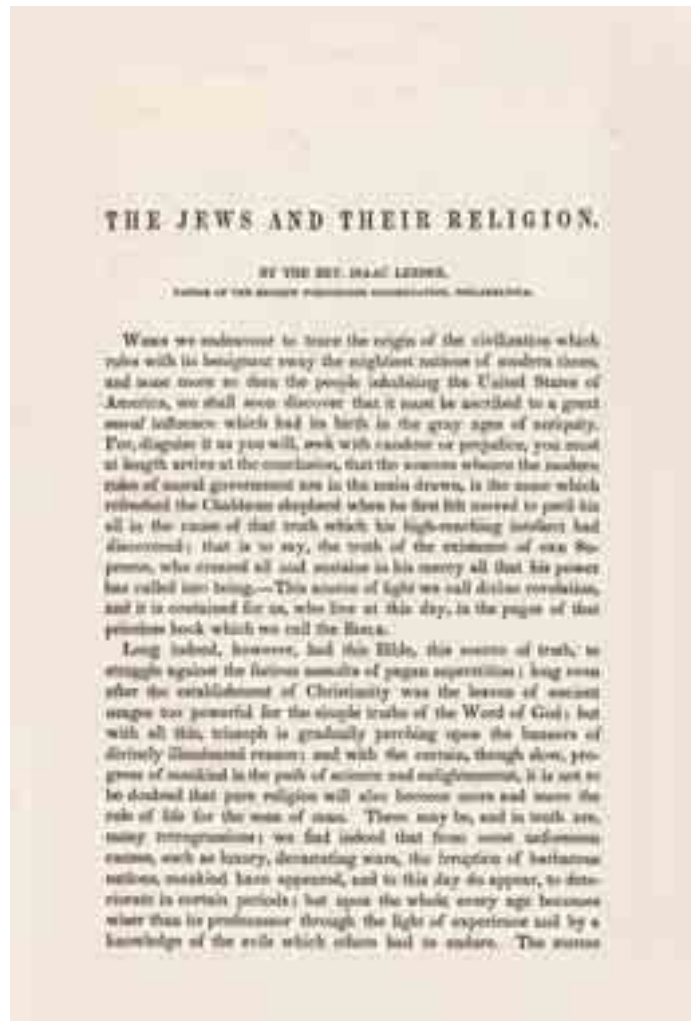 THE JEWS AND THEIR RELIGION.
BY THE REV. ISAAC LEESER,
PASTOR OF THE HEBREW PORTUGUESE CONGREGATION, PHILADELPHIA.
When we endeavour to trace the origin of the civilization which
rules with its benignant sway the mightiest nations of modern times,
and none more so than the people inhabiting the United States of
America, we shall soon discover that it must be ascribed to a great
moral influence which had its birth in the gray ages of antiquity.
For, disguise it as you will, seek with candour or prejudice, you must
at length arrive at the conclusion, that the sources whence the modern
rules of moral government are in the main drawn, is the same which
refreshed the Chaldean shepherd when he first felt moved to peril his
all in the cause of that truth which his high-reaching intellect had
discovered; that is to say, the truth of the existence of one Su-
preme, who created all and sustains in his mercy all that his power
has called into being.—This source of light we call divine revelation,
and it is contained for us, who live at this day, in the pages of that
priceless book which we call the Bible.
Long indeed, however, had this Bible, this source of truth, to
struggle against the furious assaults of pagan superstition; long even
after the establishment of Christianity was the leaven of ancient
usages too powerful for the simple truths of the Word of God; but
with all this, triumph is gradually perching upon the banners of
divinely illuminated reason; and with the certain, though slow, pro-
gress of mankind in the path of science and enlightenment, it is not to
be doubted that pure religion will also become more and more the
rule of life for the sons of man. There may be, and in truth are,
many retrogressions; we find indeed that from some unforeseen
causes, such as luxury, devastating wars, the irruption of barbarous
nations, mankind have appeared, and to this day do appear, to dete-
riorate in certain periods; but upon the whole every age becomes
wiser than its predecessor through the light of experience and by a
knowledge of the evils which others had to endure. The